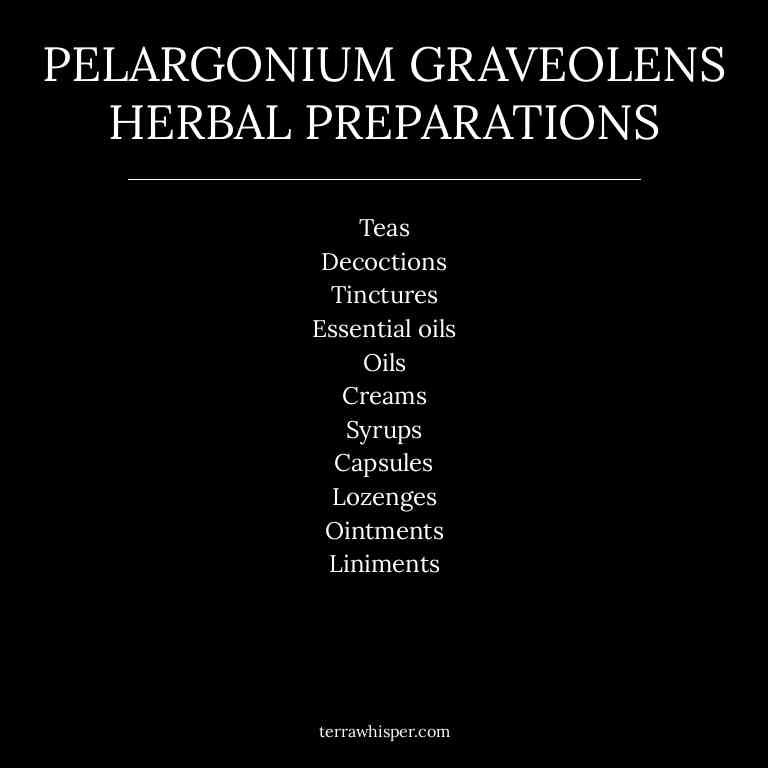 PELARGONIUM GRAVEOLENS
HERBAL PREPARATIONS
Teas
Decoctions
Tinctures
Essential oils
Oils
Creams
Syrups
Capsules
Lozenges
Ointments
Liniments
terrawhisper.com